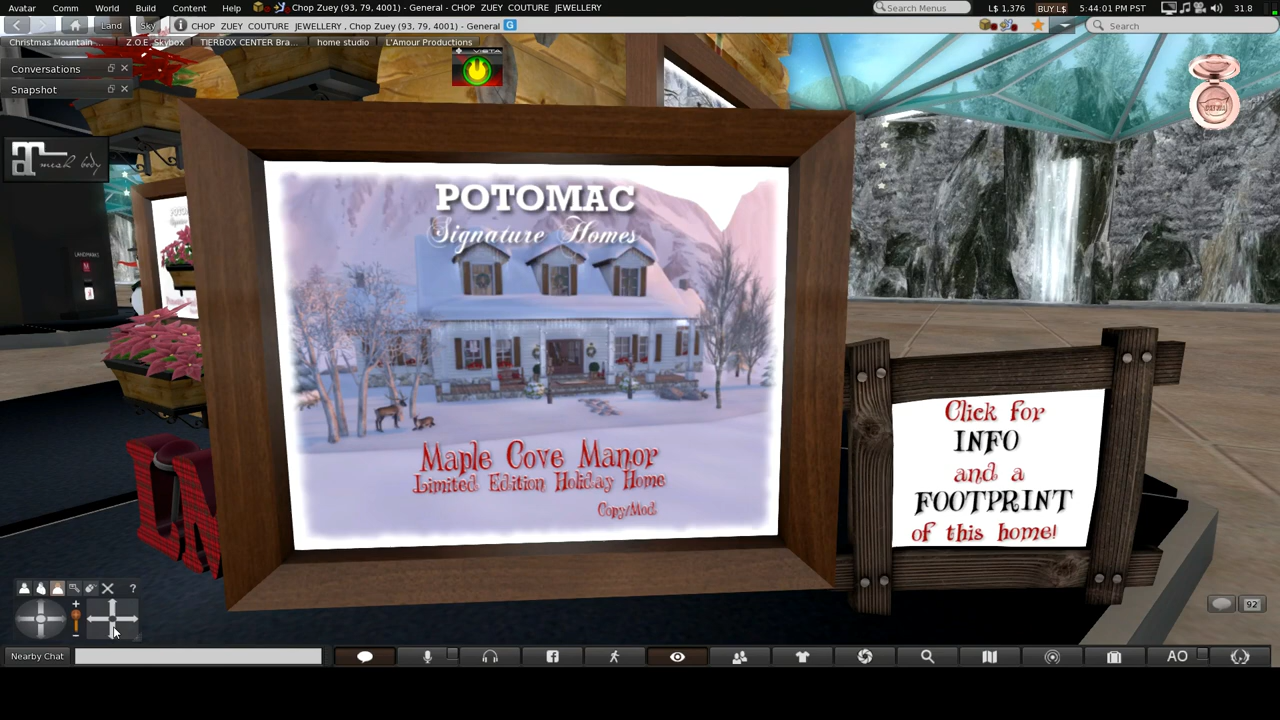 Avatar Comm World Build Content Help Chop Zuey (93, 79, 4001) - General - CHOP ZUEY COUTURE JEWELLERY Search Menus L$ 1,376 BUY L$ 5:44:01 PM PST 31.8
Land Sky CHOP ZUEY COUTURE JEWELLERY , Chop Zuey (93, 79, 4001) - General G Search
Christmas Mountain ... Z.O.E. Skybox TIERBOX CENTER Bra... home studio L'Amour Productions
VISTA
Conversations
Snapshot
mesh body
POTOMAC
Signature Homes
LANDMARK
Maple Cove Manor
Limited Edition Holiday Home
Copy/Mod
Click for
INFO
and a
FOOTPRINT
of this home!
?
92
Nearby Chat AO